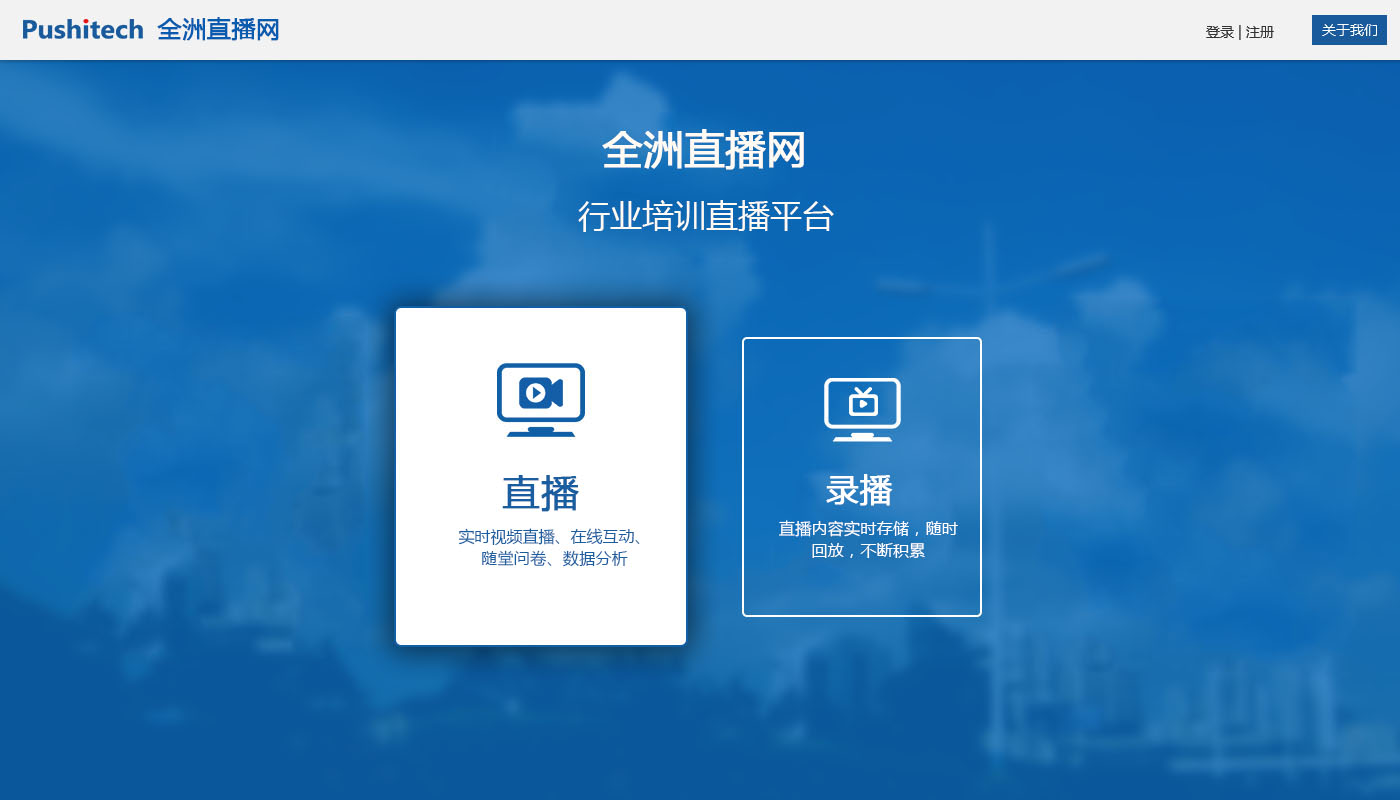 Pushitech 全洲直播网
登录 | 注册
关于我们
全洲直播网
行业培训直播平台
直播
实时视频直播、在线互动、
随堂问卷、数据分析
录播
直播内容实时存储，随时
回放，不断积累